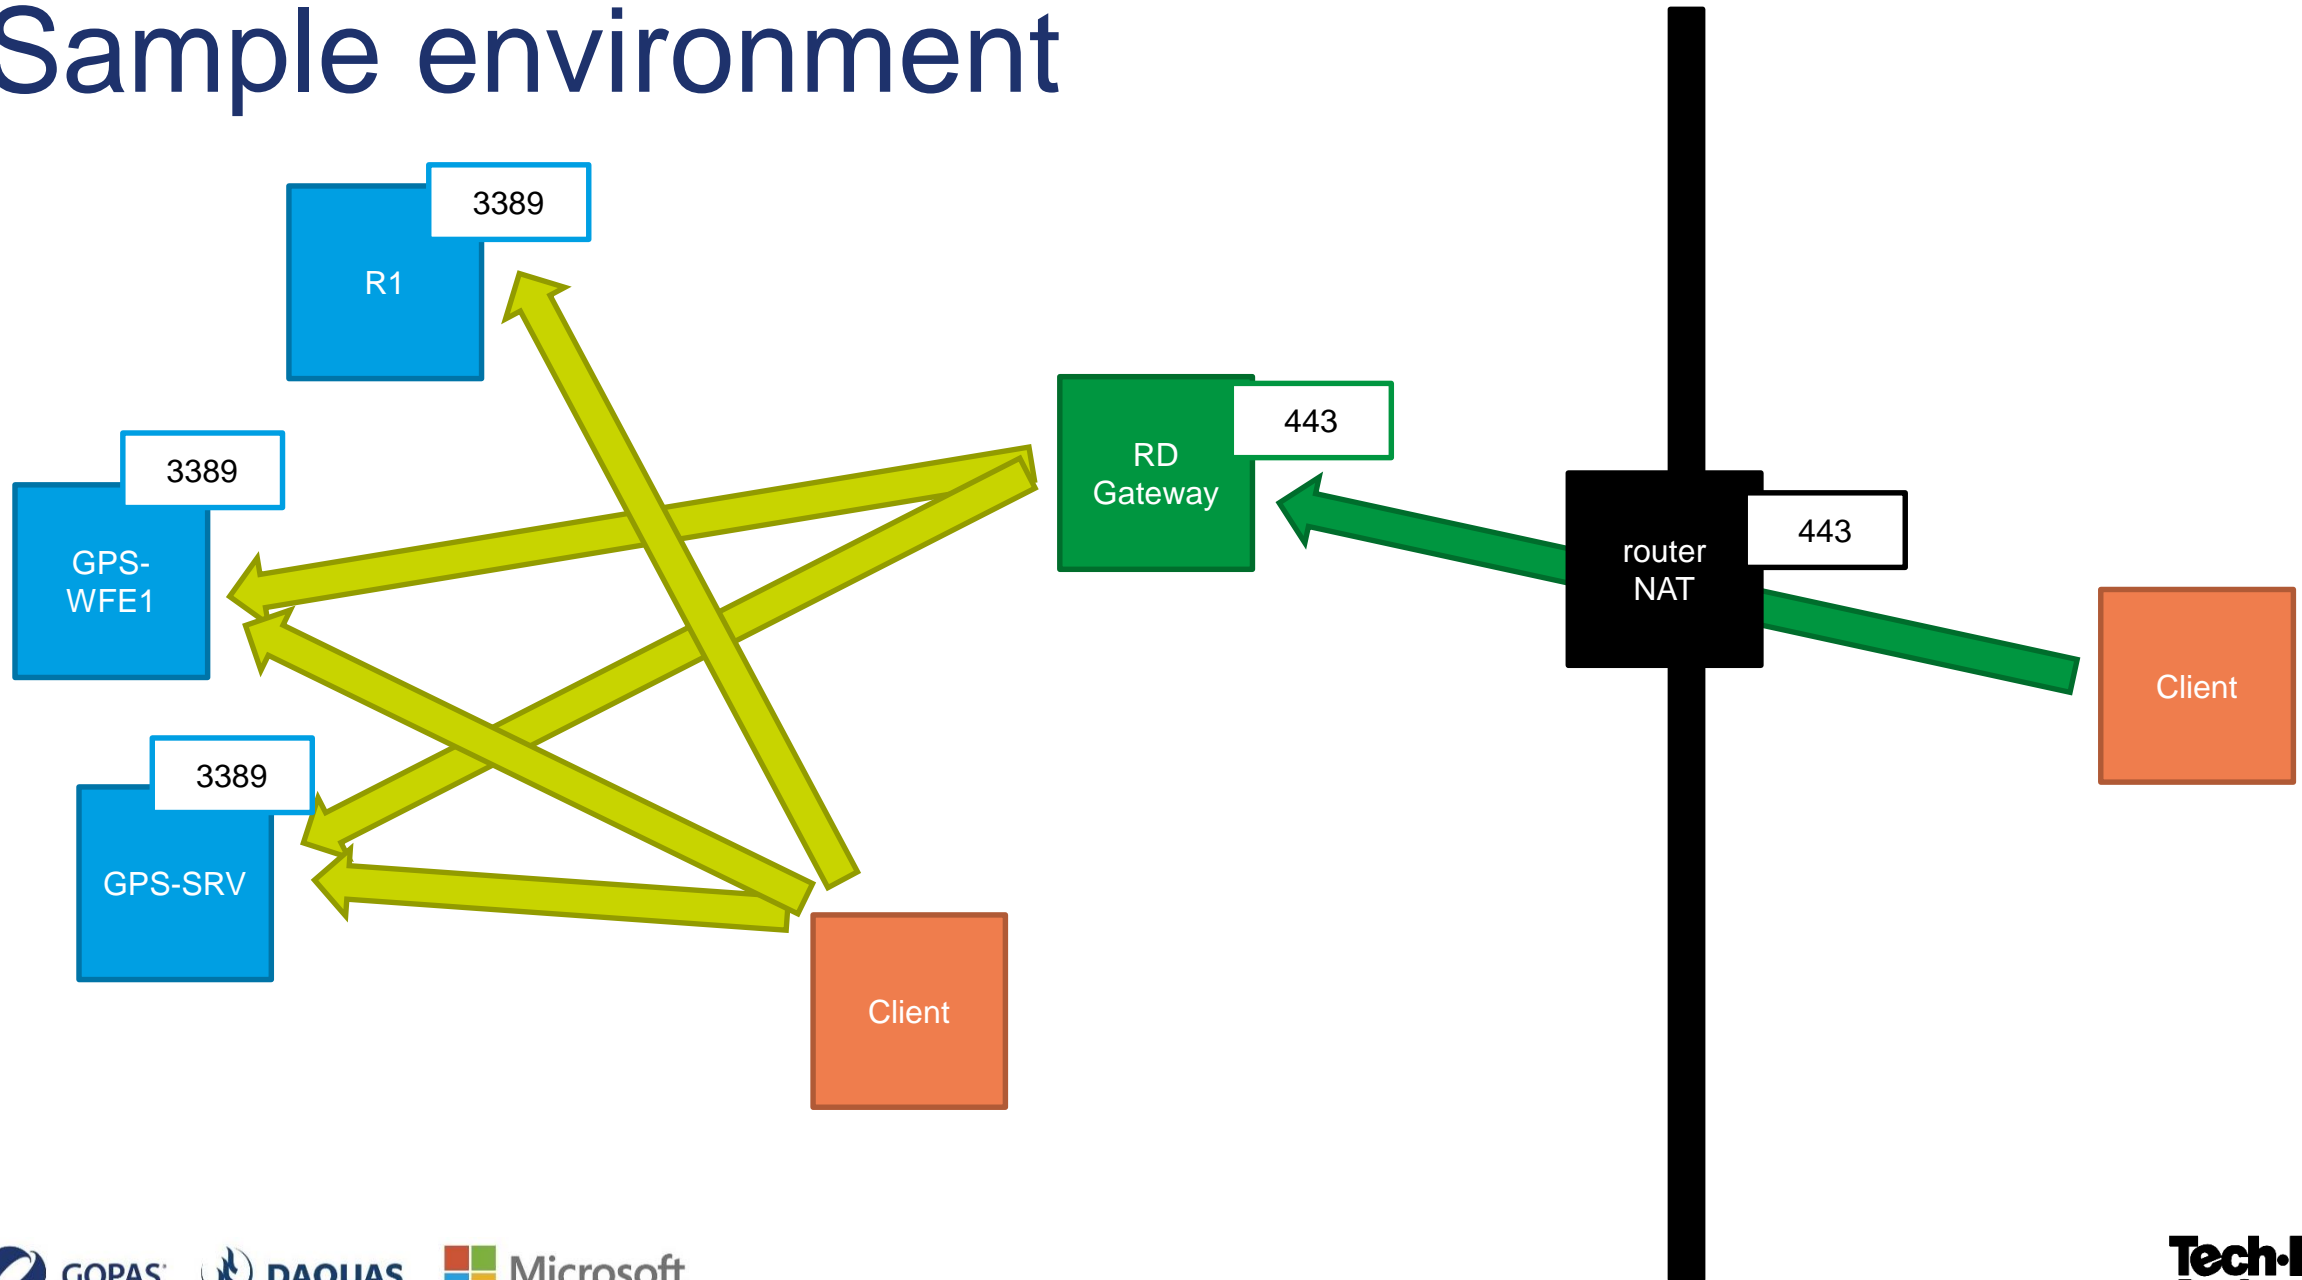 Sample environment
3389
R1
3389
GPS-
WFE1
3389
GPS-SRV
RD
Gateway
443
router
NAT
443
Client
Client
GOPAS
DAQUAS
Microsoft